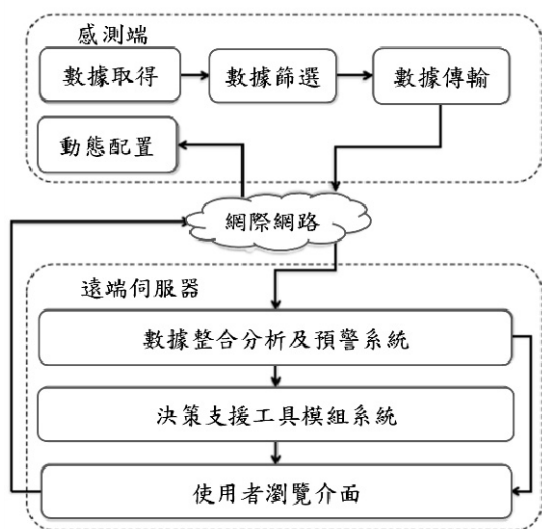 感測端
數據取得
數據篩選
數據傳輸
動態配置
網際網路
遠端伺服器
數據整合分析及預警系統
決策支援工具模組系統
使用者瀏覽介面